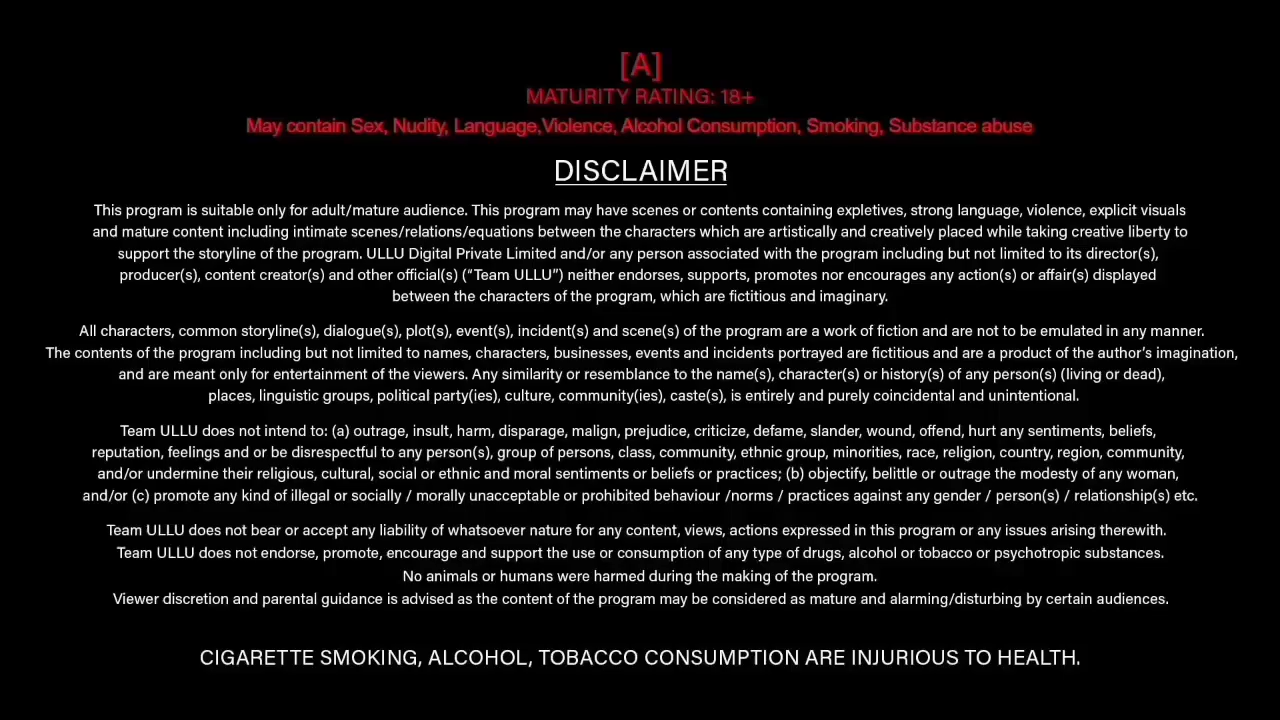 [A]
MATURITY RATING: 18+
May contain Sex, Nudity, Language,Violence, Alcohol Consumption, Smoking, Substance abuse
DISCLAIMER
This program is suitable only for adult/mature audience. This program may have scenes or contents containing expletives, strong language, violence, explicit visuals
and mature content including intimate scenes/relations/equations between the characters which are artistically and creatively placed while taking creative liberty to
support the storyline of the program. ULLU Digital Private Limited and/or any person associated with the program including but not limited to its director(s),
producer(s), content creator(s) and other official(s) (“Team ULLU”) neither endorses, supports, promotes nor encourages any action(s) or affair(s) displayed
between the characters of the program, which are fictitious and imaginary.
All characters, common storyline(s), dialogue(s), plot(s), event(s), incident(s) and scene(s) of the program are a work of fiction and are not to be emulated in any manner.
The contents of the program including but not limited to names, characters, businesses, events and incidents portrayed are fictitious and are a product of the author’s imagination,
and are meant only for entertainment of the viewers. Any similarity or resemblance to the name(s), character(s) or history(s) of any person(s) (living or dead),
places, linguistic groups, political party(ies), culture, community(ies), caste(s), is entirely and purely coincidental and unintentional.
Team ULLU does not intend to: (a) outrage, insult, harm, disparage, malign, prejudice, criticize, defame, slander, wound, offend, hurt any sentiments, beliefs,
reputation, feelings and or be disrespectful to any person(s), group of persons, class, community, ethnic group, minorities, race, religion, country, region, community,
and/or undermine their religious, cultural, social or ethnic and moral sentiments or beliefs or practices; (b) objectify, belittle or outrage the modesty of any woman,
and/or (c) promote any kind of illegal or socially / morally unacceptable or prohibited behaviour /norms / practices against any gender / person(s) / relationship(s) etc.
Team ULLU does not bear or accept any liability of whatsoever nature for any content, views, actions expressed in this program or any issues arising therewith.
Team ULLU does not endorse, promote, encourage and support the use or consumption of any type of drugs, alcohol or tobacco or psychotropic substances.
No animals or humans were harmed during the making of the program.
Viewer discretion and parental guidance is advised as the content of the program may be considered as mature and alarming/disturbing by certain audiences.
CIGARETTE SMOKING, ALCOHOL, TOBACCO CONSUMPTION ARE INJURIOUS TO HEALTH.